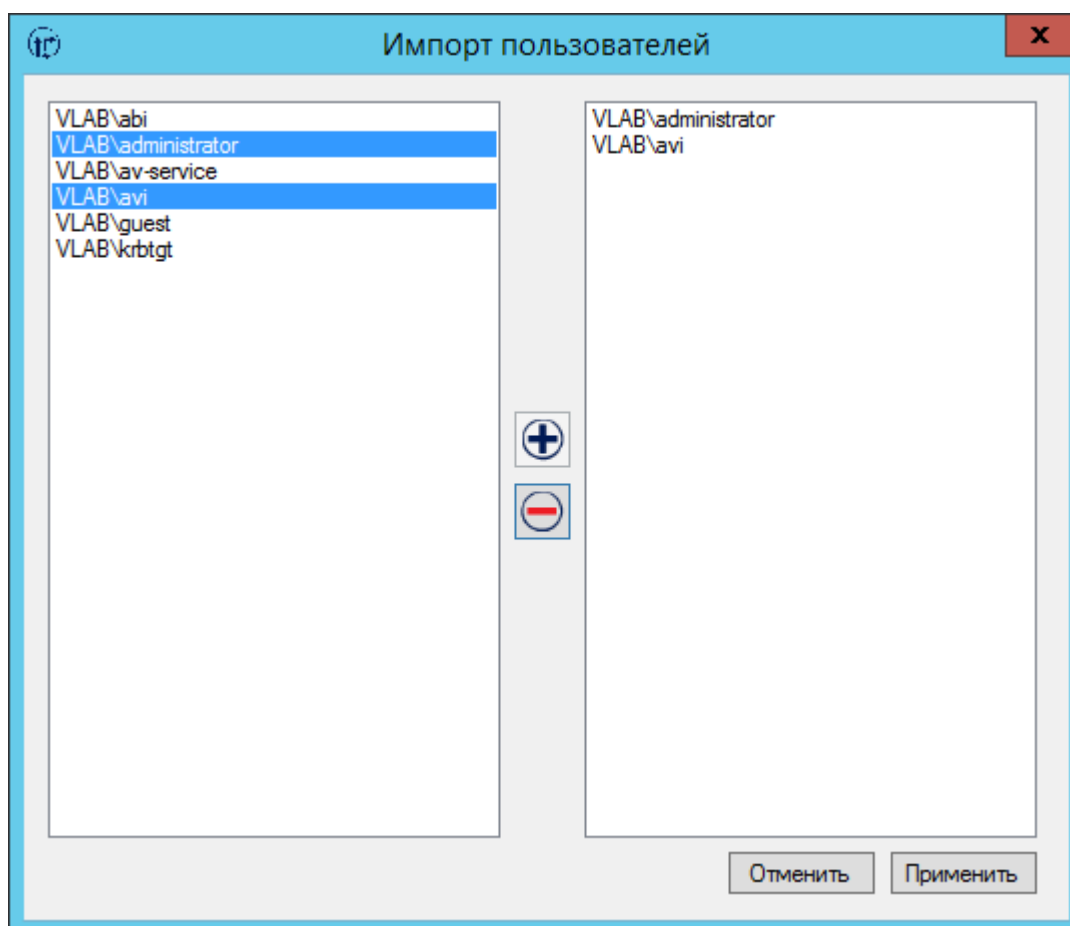 Импорт пользователей
x
VLAB\abi
VLAB\administrator
VLAB\av-service
VLAB\avi
VLAB\guest
VLAB\krbtgt
VLAB\administrator
VLAB\avi
Отменить
Применить